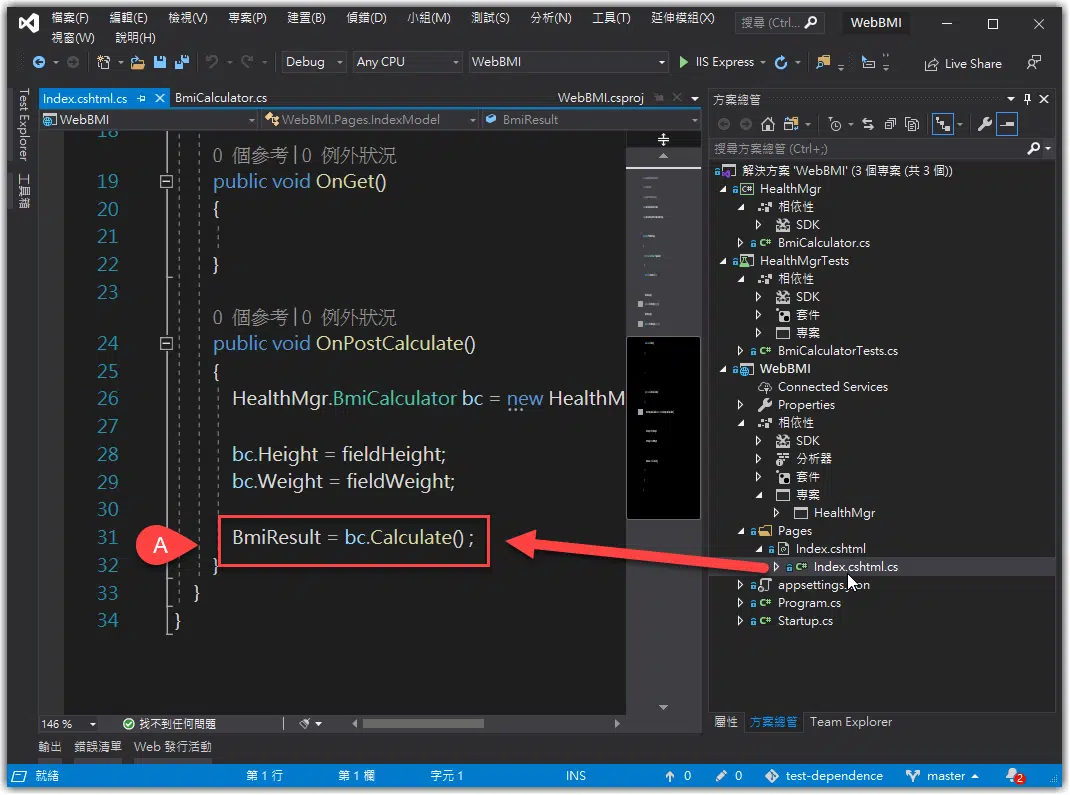 檔案(F) 編輯(E) 檢視(V) 專案(P) 建置(B) 偵錯(D) 小組(M) 測試(S) 分析(N) 工具(T) 延伸模組(X) 搜尋 (Ctrl... WebBMI
視窗(W) 說明(H)
Debug Any CPU WebBMI IIS Express Live Share
Test Explorer
工具箱
Index.cshtml.cs BmiCalculator.cs WebBMI.csproj
WebBMI WebBMI.Pages.IndexModel BmiResult
18
0 個參考|0 例外狀況
19 public void OnGet()
20 {
21
22 }
23
0 個參考|0 例外狀況
24 public void OnPostCalculate()
25 {
26 HealthMgr.BmiCalculator bc = new HealthM
27
28 bc.Height = fieldHeight;
29 bc.Weight = fieldWeight;
30
31 BmiResult = bc.Calculate() ;
A
32 }
33 }
34 }
146 % 找不到任何問題
方案總管
搜尋方案總管 (Ctrl+;)
解決方案 'WebBMI' (3 個專案 (共 3 個))
HealthMgr
相依性
SDK
BmiCalculator.cs
HealthMgrTests
相依性
SDK
套件
專案
BmiCalculatorTests.cs
WebBMI
Connected Services
Properties
相依性
SDK
分析器
套件
專案
HealthMgr
Pages
Index.cshtml
Index.cshtml.cs
appsettings.json
Program.cs
Startup.cs
屬性 方案總管 Team Explorer
輸出 錯誤清單 Web 發行活動
就緒 第 1 行 第 1 欄 字元 1 INS 0 0 test-dependence master 2